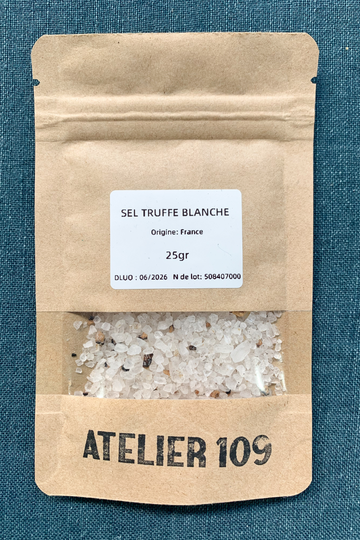 SEL TRUFFE BLANCHE
Origine: France
25gr
DLUO : 06/2026 N de lot: 508407000
ATELIER 109